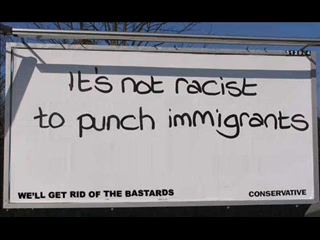 It's not racist
to punch immigrants
WE'LL GET RID OF THE BASTARDS
CONSERVATIVE